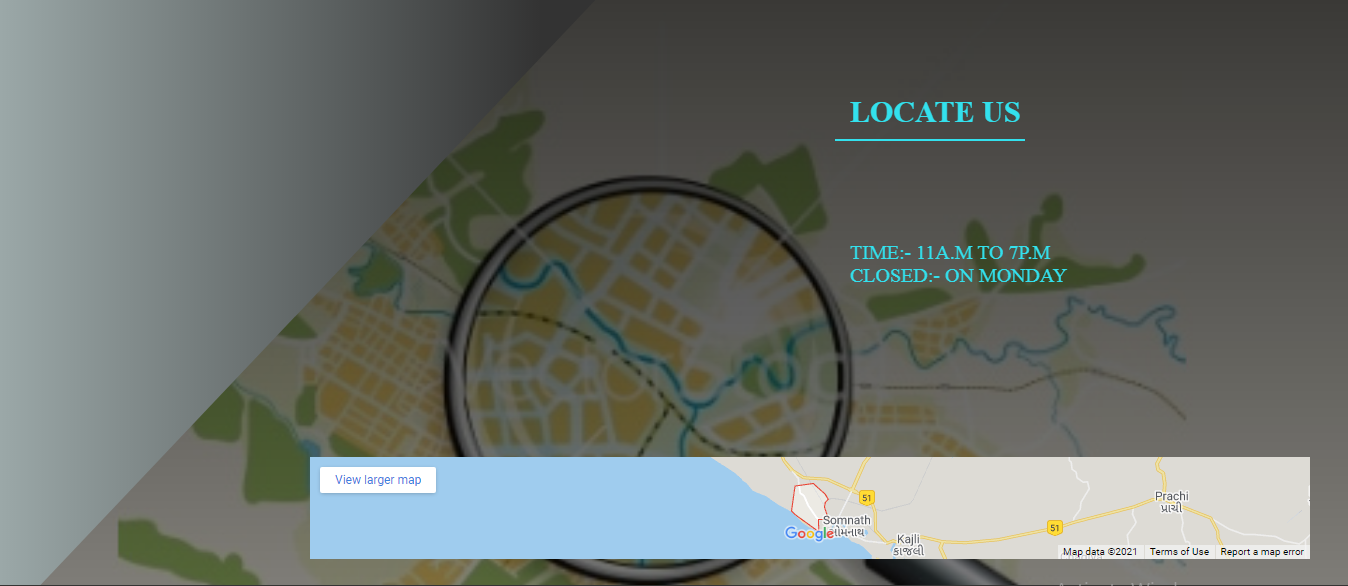 LOCATE US
TIME:- 11A.M TO 7P.M
CLOSED:- ON MONDAY
View larger map
51
Prachi
પ્રાચી
Somnath
સોમનાથ
51
Google
Kajli
કાજલી
Map data ©2021
Terms of Use
Report a map error